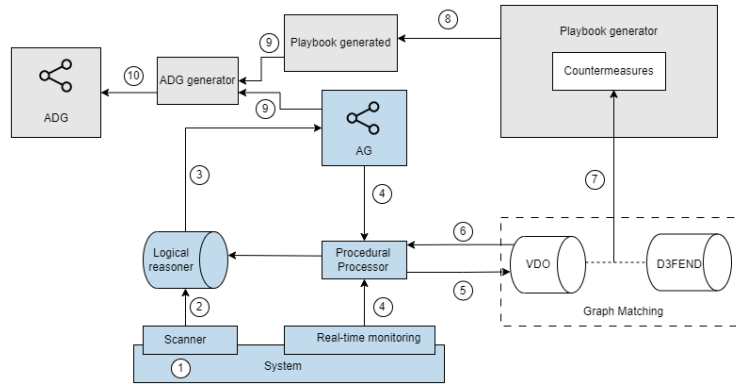 8
Playbook generated
Playbook generator
9
Countermeasures
10
ADG generator
ADG
9
AG
3
4
7
6
Logical
reasoner
Procedural
Processor
VDO
D3FEND
5
2
4
Graph Matching
Scanner
Real-time monitoring
1
System